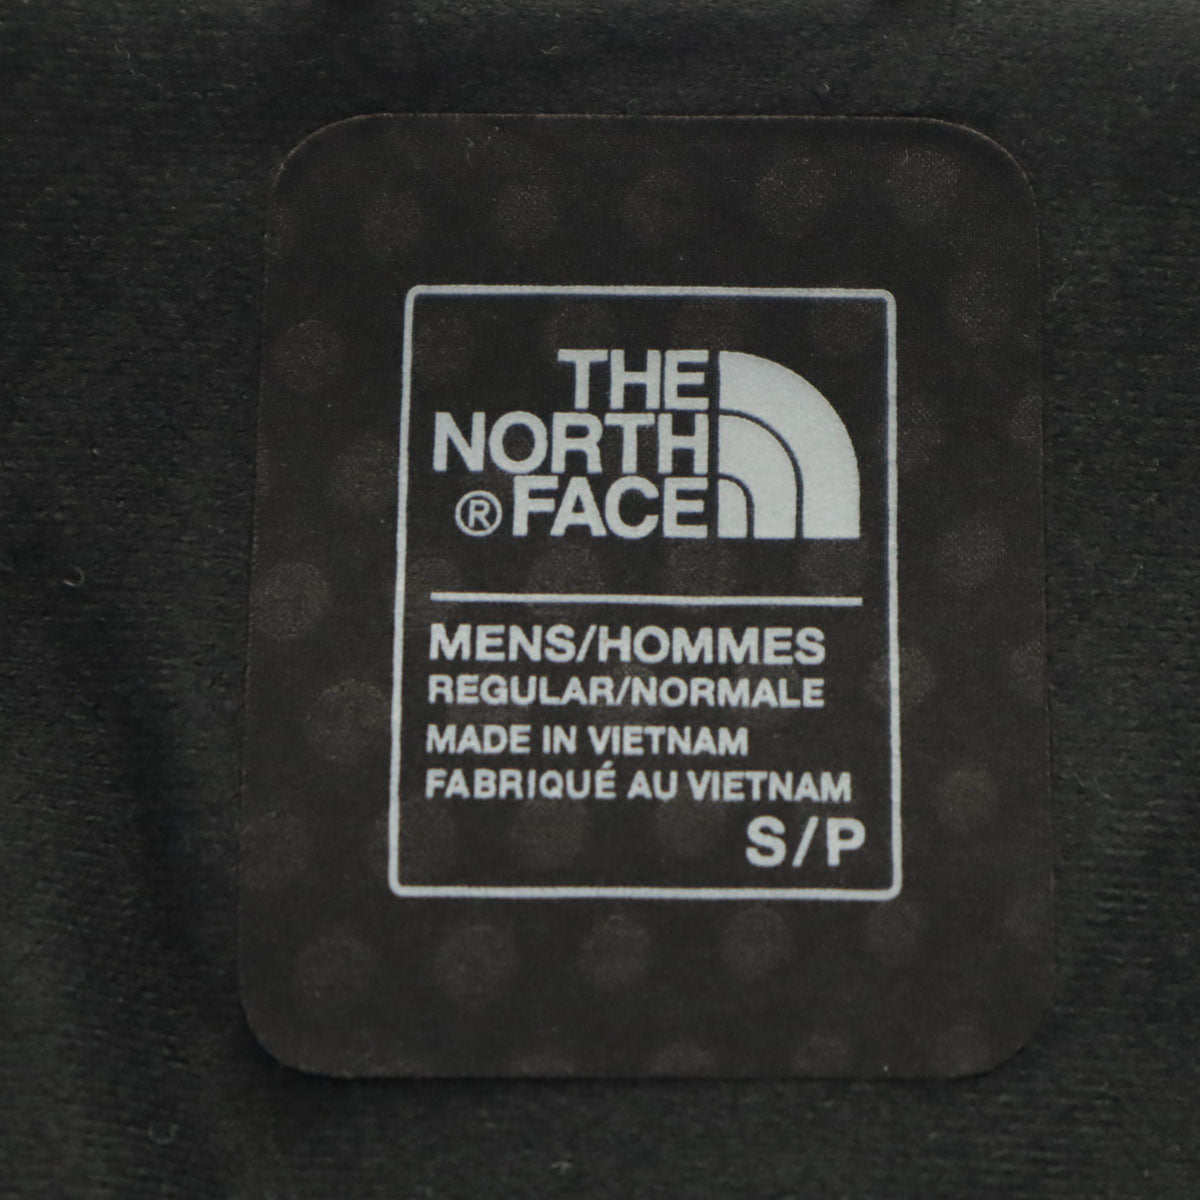 THE
NORTH
® FACE
MENS/HOMMES
REGULAR/NORMALE
MADE IN VIETNAM
FABRIQUÉ AU VIETNAM
S/P